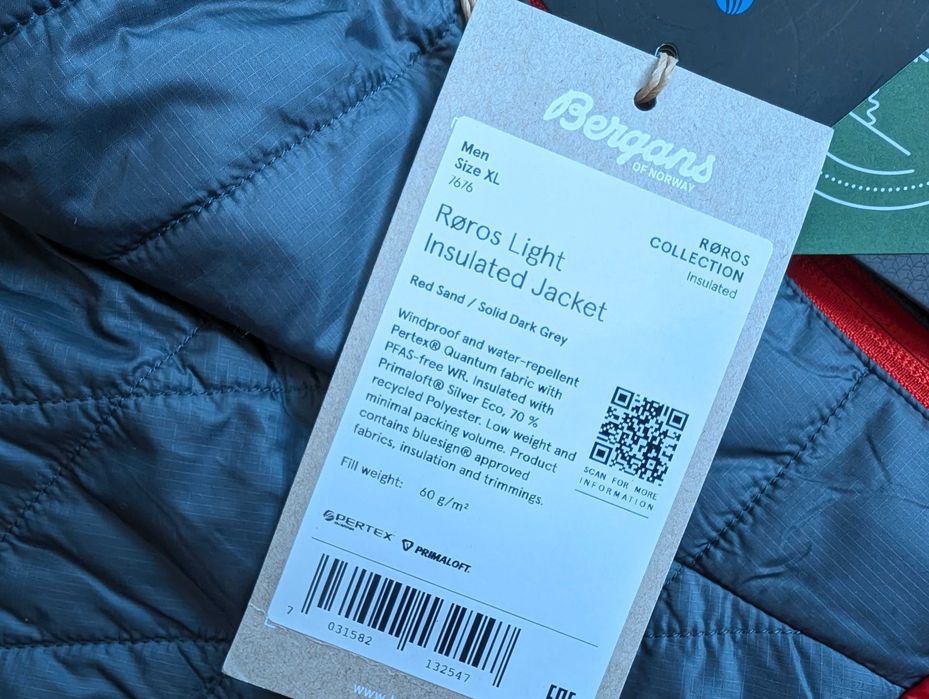 Bergans
OF NORWAY
Men
Size XL
7676
Røros Light
Insulated Jacket
RØROS
COLLECTION
Insulated
Red Sand / Solid Dark Grey
Windproof and water-repellent
Pertex® Quantum fabric with
PFAS-free WR. Insulated with
Primaloft® Silver Eco, 70 %
recycled Polyester. Low weight and
minimal packing volume. Product
contains bluesign® approved
fabrics, insulation and trimmings.
SCAN FOR MORE
INFORMATION
Fill weight: 60 g/m²
PERTEX
PRIMALOFT
7 031582 132547
www.